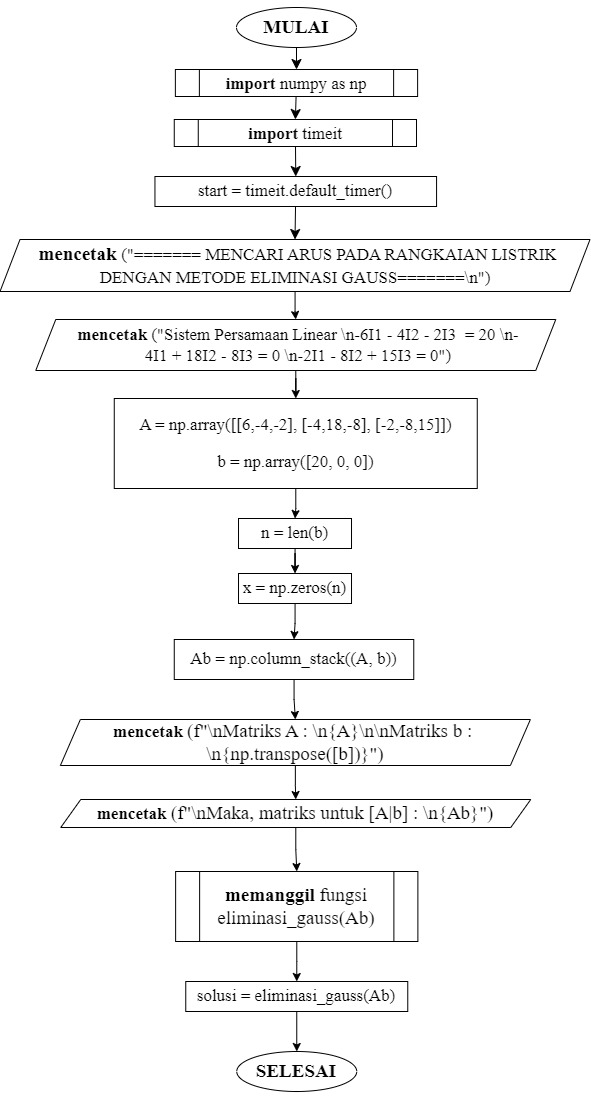 MULAI
import numpy as np
import timeit
start = timeit.default_timer()
mencetak ("======= MENCARI ARUS PADA RANGKAIAN LISTRIK
DENGAN METODE ELIMINASI GAUSS=======\n")
mencetak ("Sistem Persamaan Linear \n-6I1 - 4I2 - 2I3  = 20 \n-
4I1 + 18I2 - 8I3 = 0 \n-2I1 - 8I2 + 15I3 = 0")
A = np.array([[6,-4,-2], [-4,18,-8], [-2,-8,15]])
b = np.array([20, 0, 0])
n = len(b)
x = np.zeros(n)
Ab = np.column_stack((A, b))
mencetak (f"\nMatriks A : \n{A}\n\nMatriks b :
\n{np.transpose([b])}")
mencetak (f"\nMaka, matriks untuk [A|b] : \n{Ab}")
memanggil fungsi
eliminasi_gauss(Ab)
solusi = eliminasi_gauss(Ab)
SELESAI